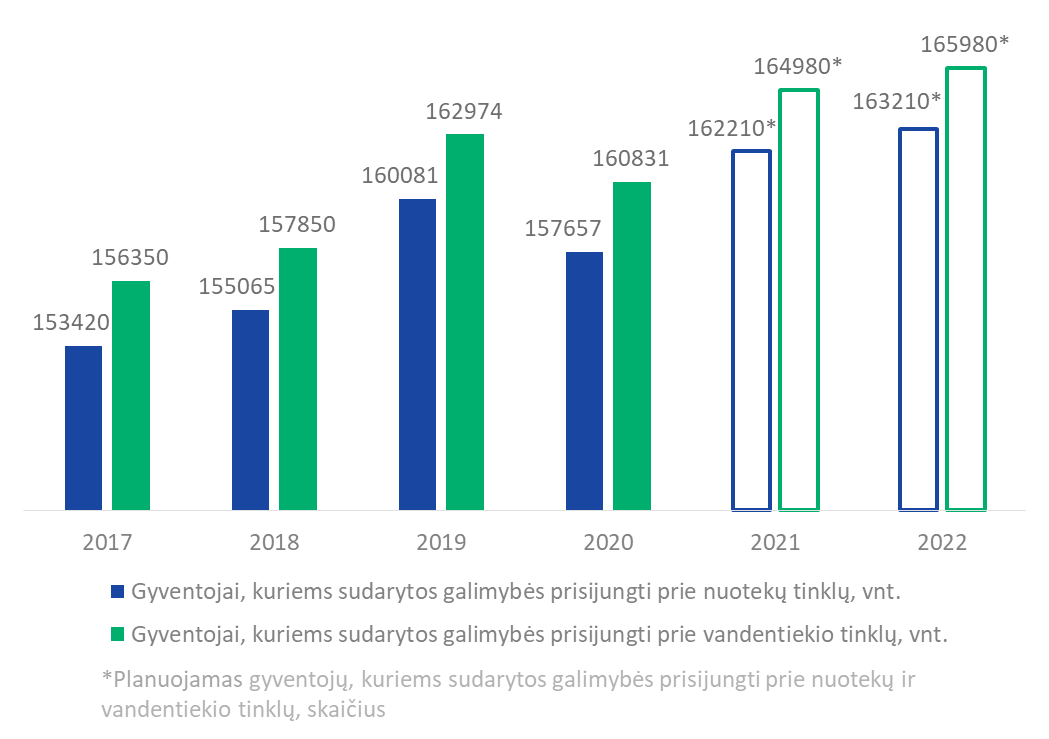 165980*
164980*
163210*
162974
162210*
160081
160831
157657
157850
156350
155065
153420
2017 2018 2019 2020 2021 2022
Gyventojai, kuriems sudarytos galimybės prisijungti prie nuotekų tinklų, vnt.
Gyventojai, kuriems sudarytos galimybės prisijungti prie vandentiekio tinklų, vnt.
*Planuojamas gyventojų, kuriems sudarytos galimybės prisijungti prie nuotekų ir
vandentiekio tinklų, skaičius